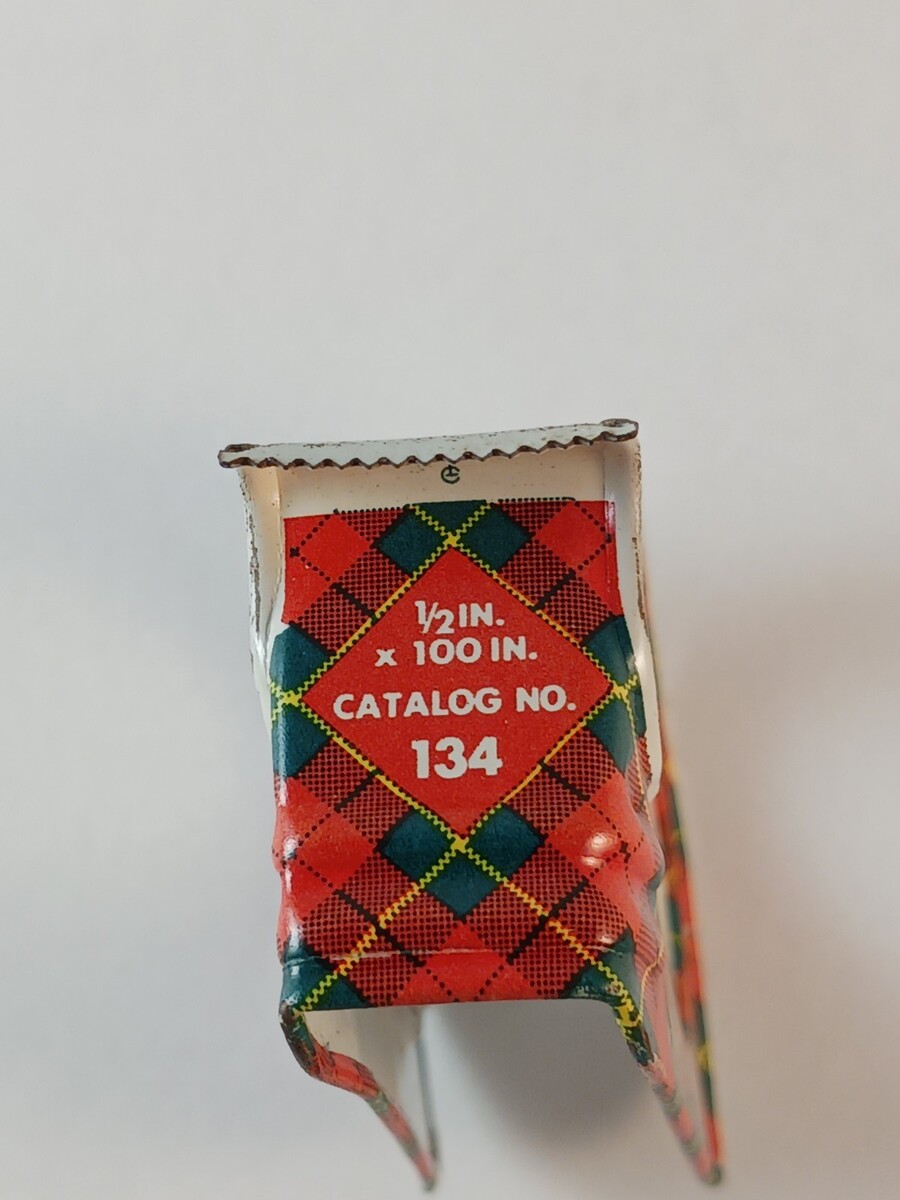 1/2 IN.
x 100 IN.
CATALOG NO.
134